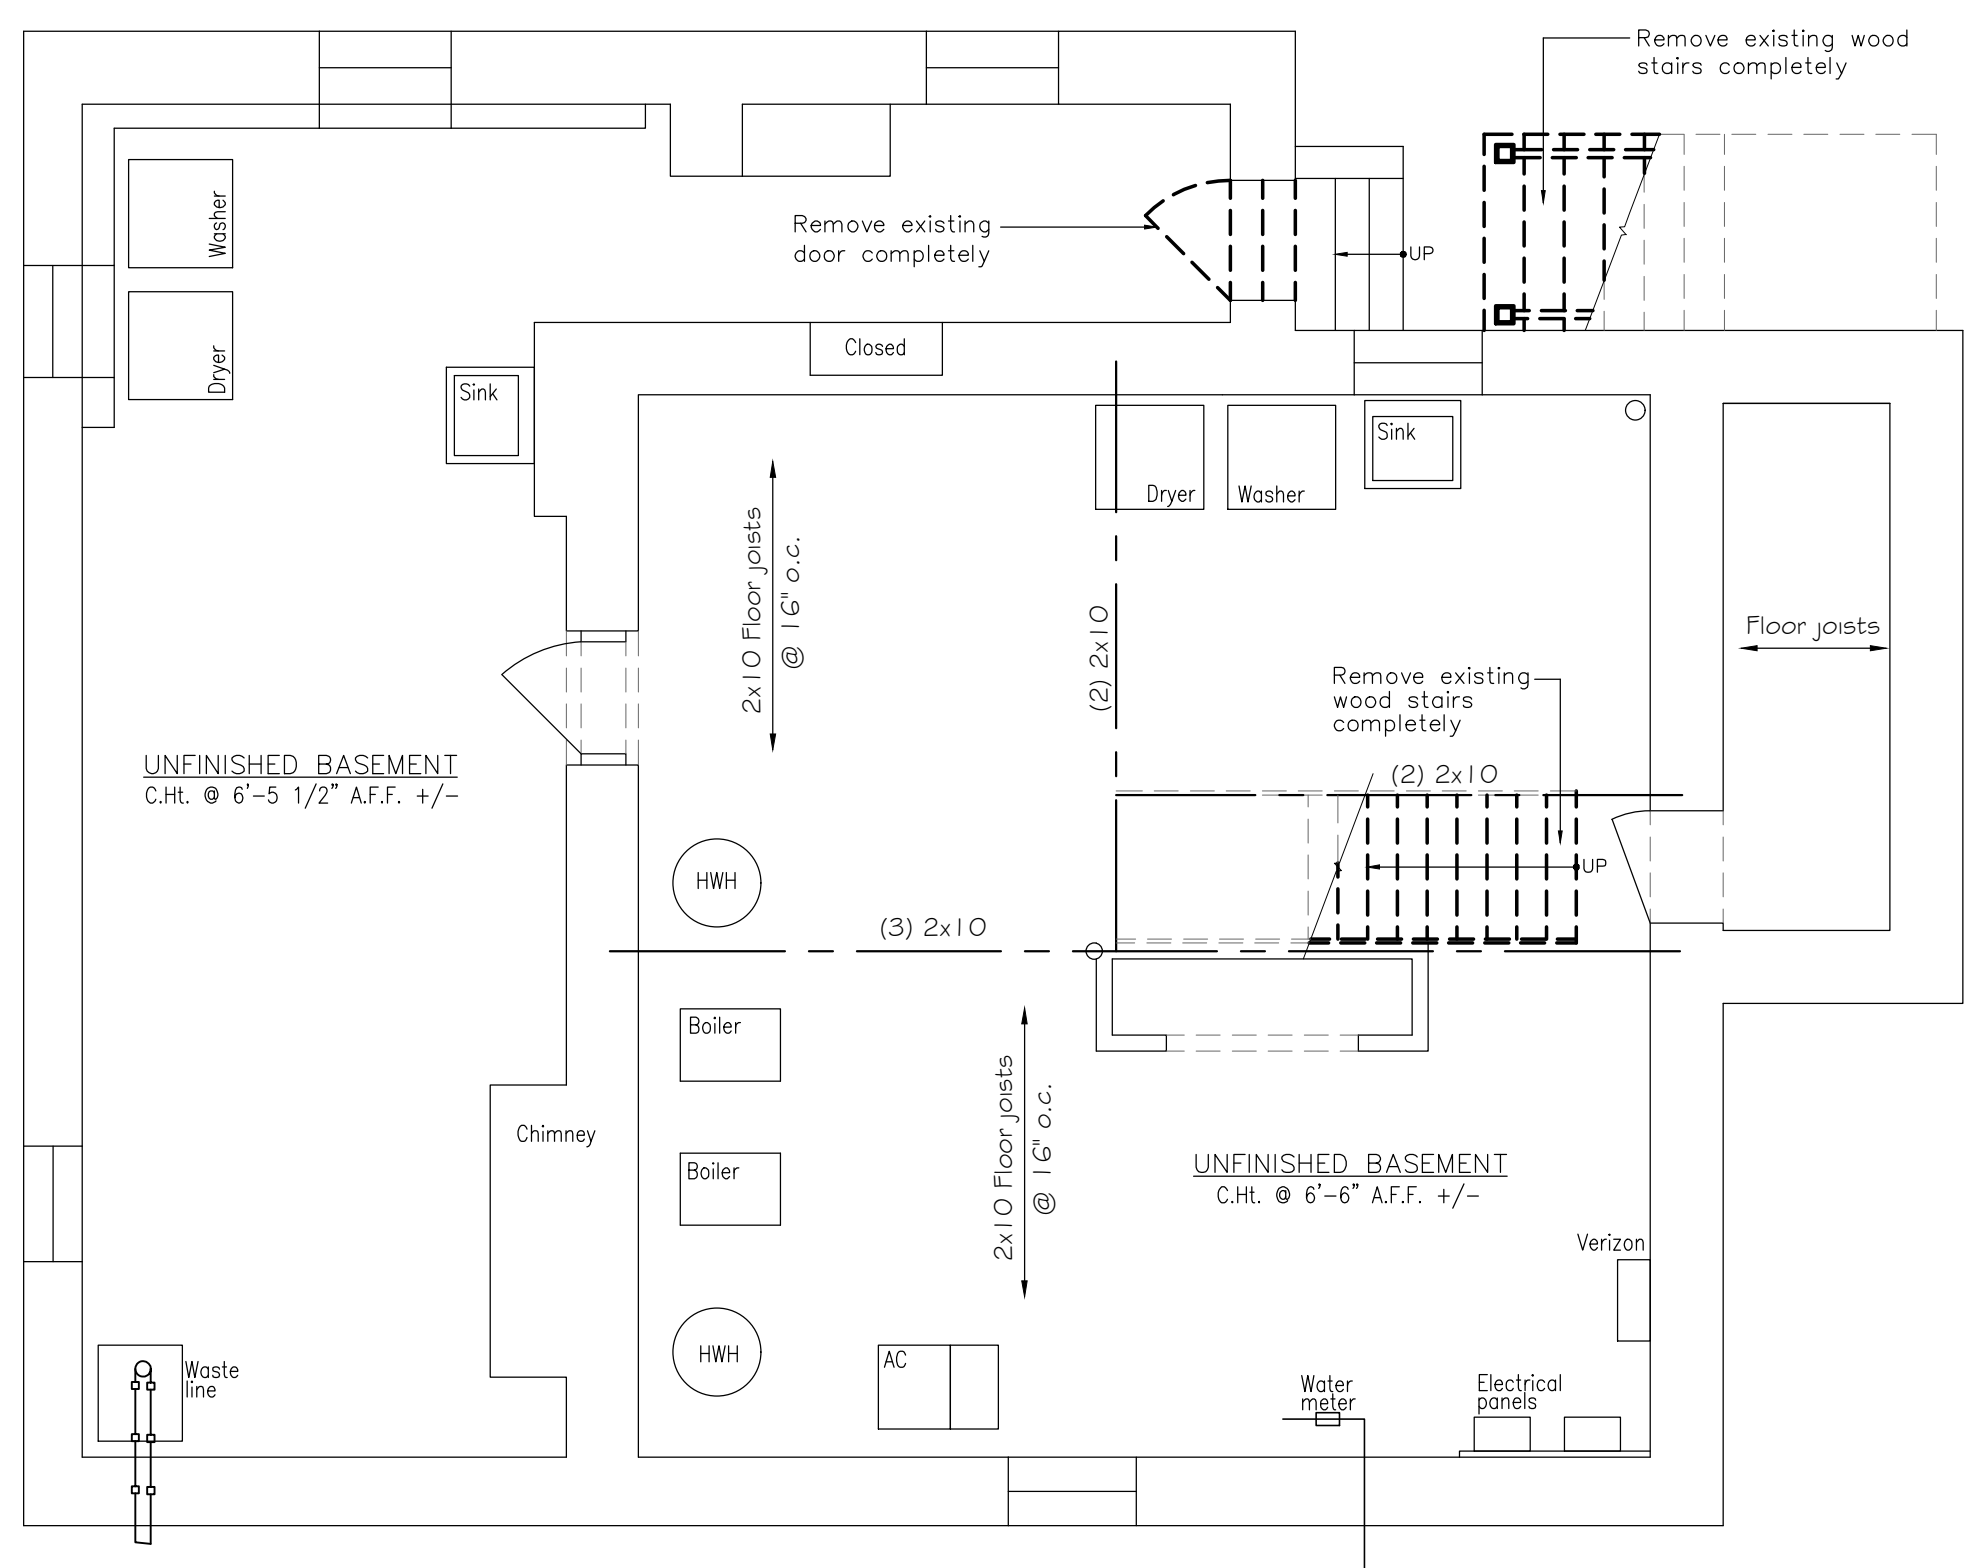 Remove existing wood
stairs completely
Washer
Remove existing
door completely
UP
Dryer
Closed
Sink
Sink
Dryer
Washer
2x10 Floor joists
@ 16" o.c.
(2) 2x10
Floor joists
Remove existing
wood stairs
completely
UNFINISHED BASEMENT
C.Ht. @ 6'-5 1/2" A.F.F. +/-
(2) 2x10
UP
HWH
(3) 2x10
Boiler
2x10 Floor joists
@ 16" o.c.
Chimney
Boiler
UNFINISHED BASEMENT
C.Ht. @ 6'-6" A.F.F. +/-
Verizon
HWH
AC
Waste
line
Water
meter
Electrical
panels